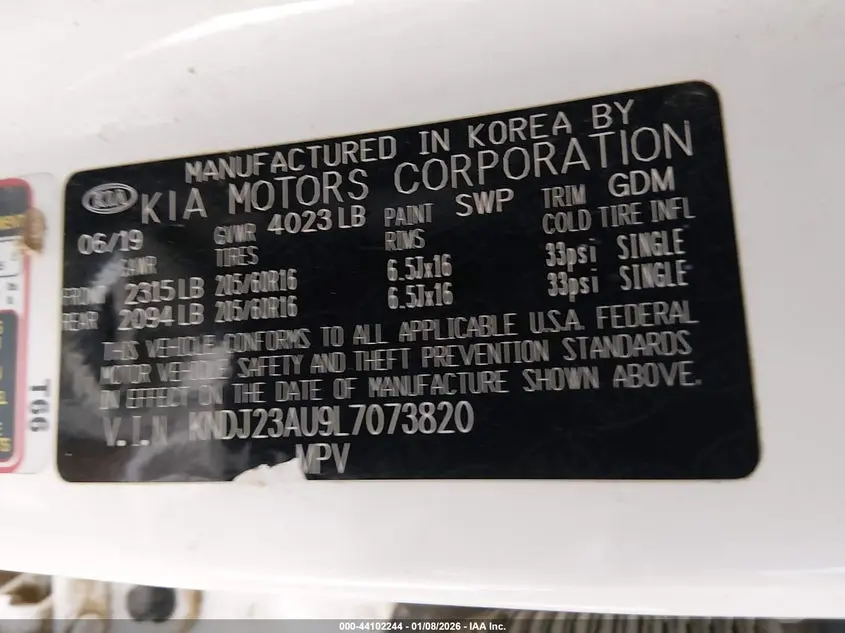 MANUFACTURED IN KOREA BY
KIA KIA MOTORS CORPORATION
06/19 GVWR 4023 LB PAINT SWP TRIM GDM
GAWR TIRES RIMS COLD TIRE INFL
FRONT 2315 LB 205/60R16 6.5Jx16 33psi SINGLE
REAR 2094 LB 205/60R16 6.5Jx16 33psi SINGLE
THIS VEHICLE CONFORMS TO ALL APPLICABLE U.S.A. FEDERAL
MOTOR VEHICLE SAFETY AND THEFT PREVENTION STANDARDS
IN EFFECT ON THE DATE OF MANUFACTURE SHOWN ABOVE.
V.I.N KNDJ23AU9L7073820
MPV
T66
000-44102244 - 01/08/2026 - IAA Inc.